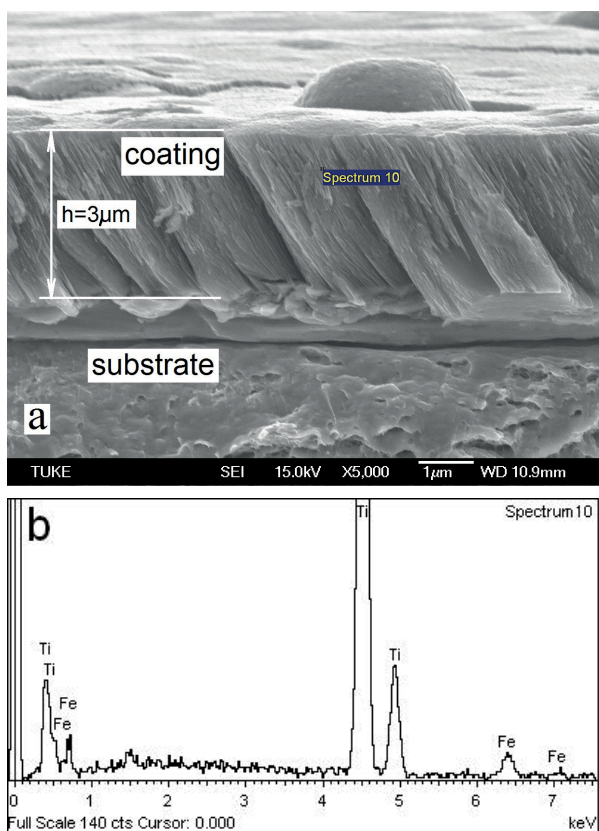 coating
Spectrum 10
h=3µm
substrate
a
TUKE SEI 15.0kV X5,000 1µm WD 10.9mm
b
Ti
Spectrum10
Ti
Ti
Ti
Fe
Fe
Fe
Fe
0 1 2 3 4 5 6 7
Full Scale 140 cts Cursor: 0.000 keV